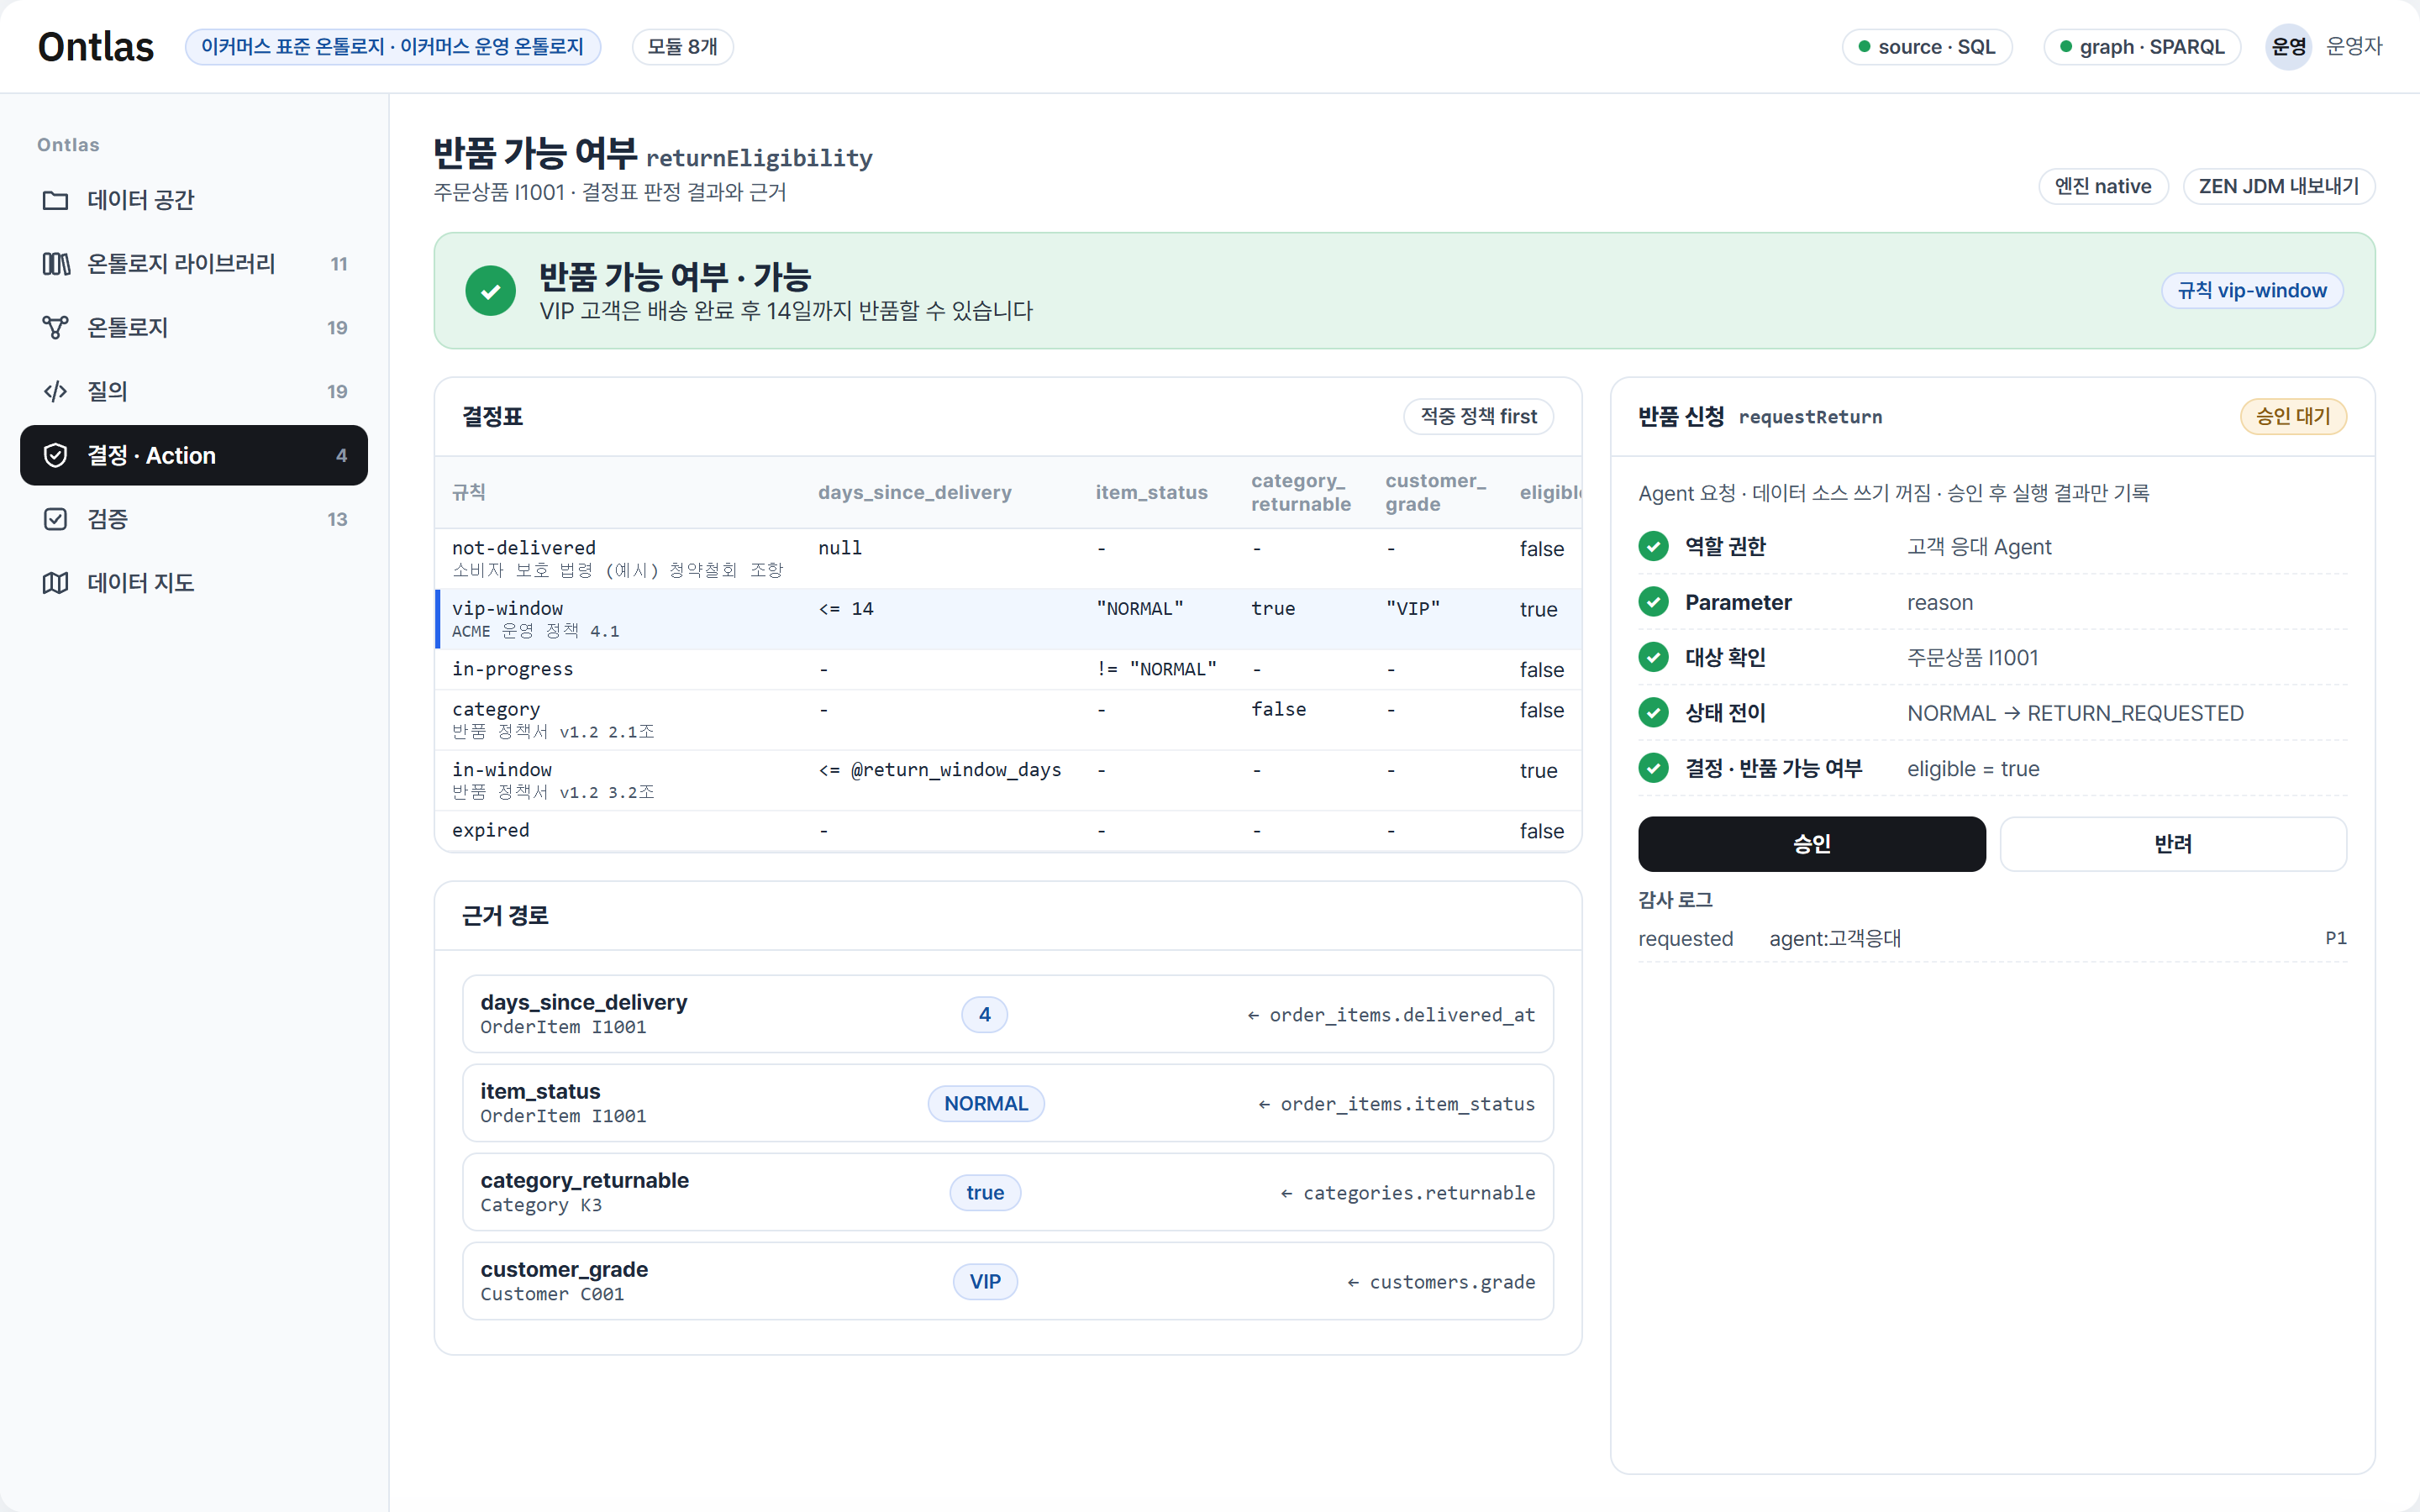 Ontlas
이커머스 표준 온톨로지 · 이커머스 운영 온톨로지
모듈 8개
source · SQL
graph · SPARQL
운영
운영자
Ontlas
데이터 공간
온톨로지 라이브러리 11
온톨로지 19
질의 19
결정 · Action 4
검증 13
데이터 지도
반품 가능 여부 returnEligibility
주문상품 I1001 · 결정표 판정 결과와 근거
엔진 native
ZEN JDM 내보내기
반품 가능 여부 · 가능
VIP 고객은 배송 완료 후 14일까지 반품할 수 있습니다
규칙 vip-window
결정표
적중 정책 first
규칙 days_since_delivery item_status category_returnable customer_grade eligible
not-delivered null - - - false
소비자 보호 법령 (예시) 청약철회 조항
vip-window <= 14 "NORMAL" true "VIP" true
ACME 운영 정책 4.1
in-progress - != "NORMAL" - - false
category - - false - false
반품 정책서 v1.2 2.1조
in-window <= @return_window_days - - - true
반품 정책서 v1.2 3.2조
expired - - - - false
근거 경로
days_since_delivery
OrderItem I1001
4
← order_items.delivered_at
item_status
OrderItem I1001
NORMAL
← order_items.item_status
category_returnable
Category K3
true
← categories.returnable
customer_grade
Customer C001
VIP
← customers.grade
반품 신청 requestReturn
승인 대기
Agent 요청 · 데이터 소스 쓰기 꺼짐 · 승인 후 실행 결과만 기록
역할 권한 고객 응대 Agent
Parameter reason
대상 확인 주문상품 I1001
상태 전이 NORMAL → RETURN_REQUESTED
결정 · 반품 가능 여부 eligible = true
승인
반려
감사 로그
requested agent:고객응대 P1